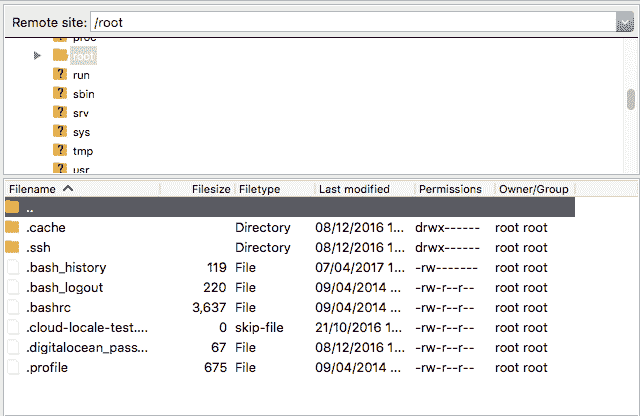 Remote site: /root
proc
root
? run
? sbin
? srv
? sys
? tmp
? usr
Filename Filesize Filetype Last modified Permissions Owner/Group
..
.cache Directory 08/12/2016 1... drwx------ root root
.ssh Directory 08/12/2016 1... drwx------ root root
.bash_history 119 File 07/04/2017 1... -rw------- root root
.bash_logout 220 File 09/04/2014 ... -rw-r--r-- root root
.bashrc 3,637 File 09/04/2014 ... -rw-r--r-- root root
.cloud-locale-test.... 0 skip-file 21/10/2016 1... -rw-r--r-- root root
.digitalocean_pass... 67 File 08/12/2016 1... -rw-r--r-- root root
.profile 675 File 09/04/2014 ... -rw-r--r-- root root